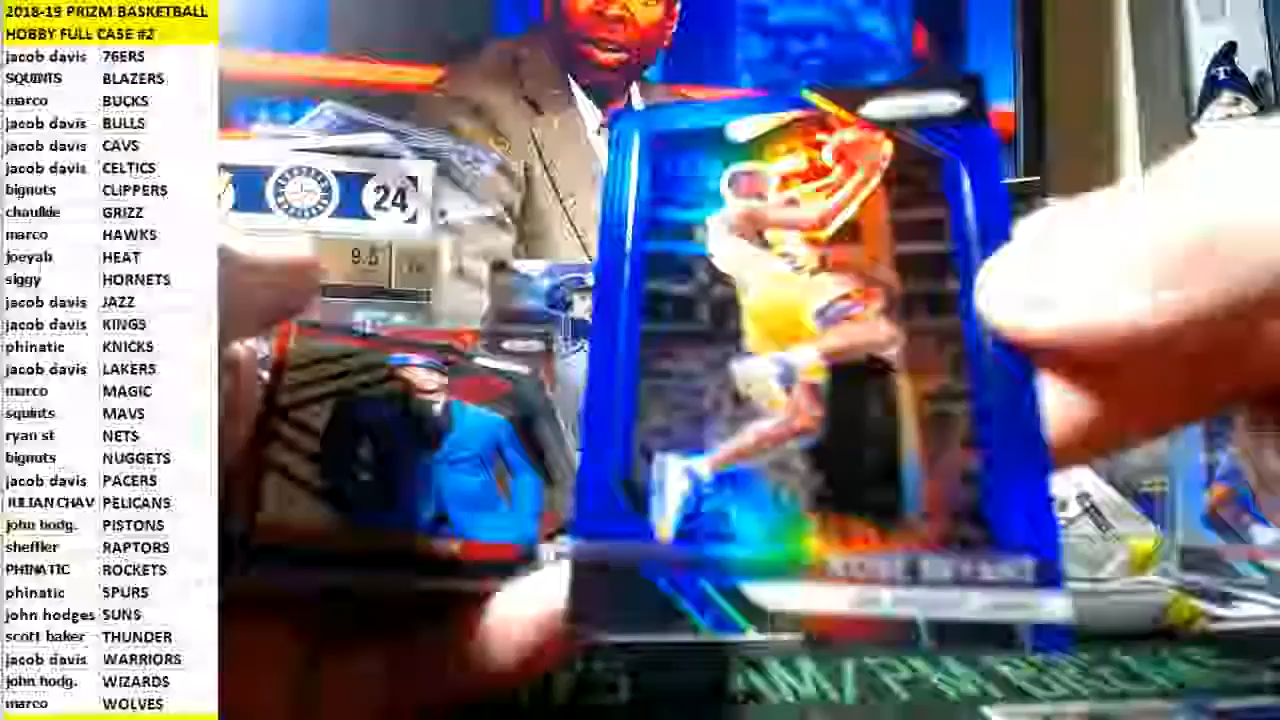 2018-19 PRIZM BASKETBALL
HOBBY FULL CASE #2
jacob davis 76ERS
SQUINTS BLAZERS
marco BUCKS
jacob davis BULLS
jacob davis CAVS
jacob davis CELTICS
bignuts CLIPPERS
chaulkie GRIZZ
marco HAWKS
joeyah HEAT
siggy HORNETS
jacob davis JAZZ
jacob davis KINGS
phinatic KNICKS
jacob davis LAKERS
marco MAGIC
squints MAVS
ryan st NETS
bignuts NUGGETS
jacob davis PACERS
JULIAN CHAV PELICANS
john hodg. PISTONS
sheffler RAPTORS
PHINATIC ROCKETS
phinatic SPURS
john hodges SUNS
scott baker THUNDER
jacob davis WARRIORS
john hodg. WIZARDS
marco WOLVES
24
9.5
KOBE BRYANT